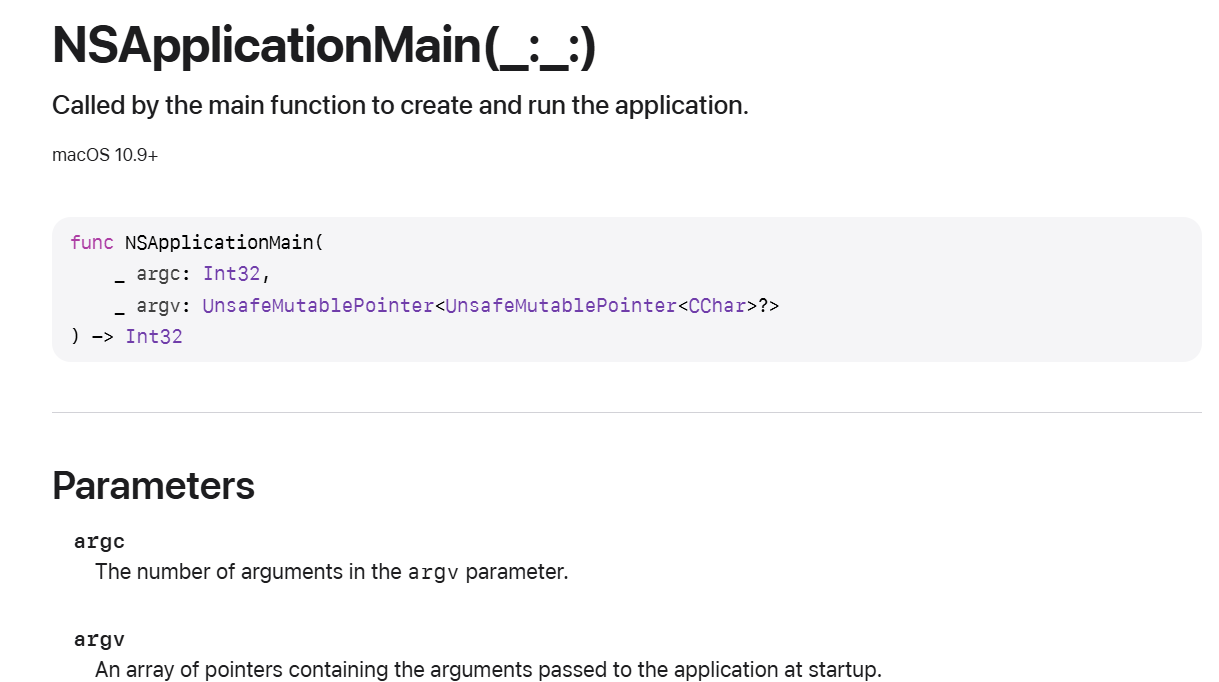 NSApplicationMain(_:_:)
Called by the main function to create and run the application.
macOS 10.9+
func NSApplicationMain(
    _ argc: Int32,
    _ argv: UnsafeMutablePointer<UnsafeMutablePointer<CChar>?>
) -> Int32
Parameters
argc
The number of arguments in the argv parameter.
argv
An array of pointers containing the arguments passed to the application at startup.